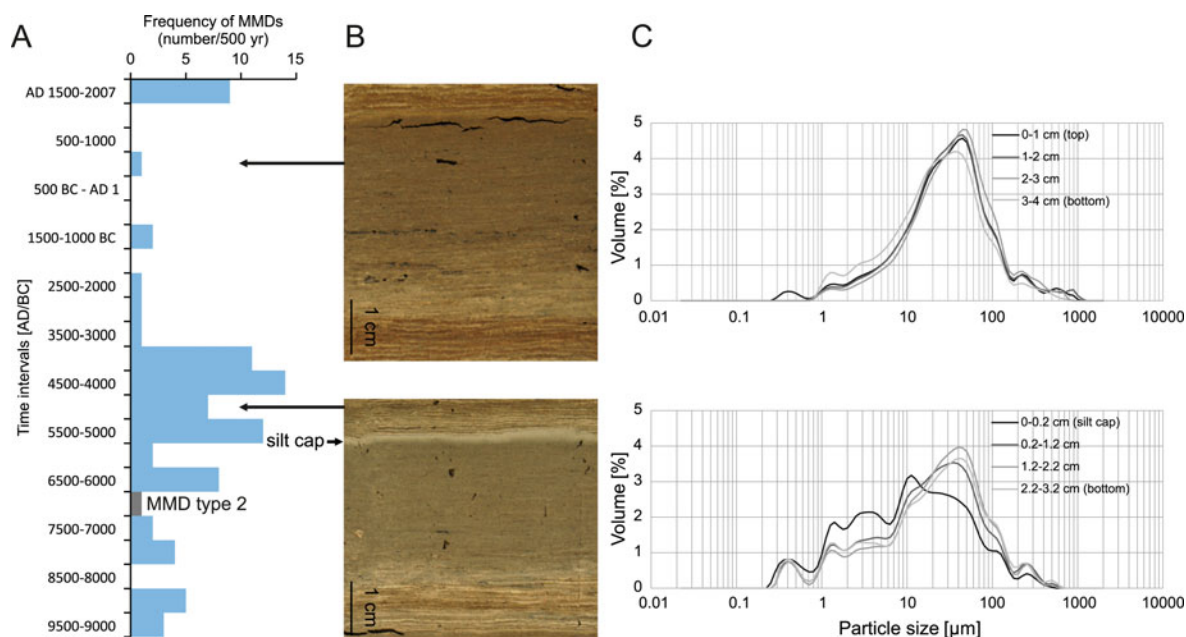 A
Frequency of MMDs
(number/500 yr)
0 5 10 15
Time intervals [AD/BC]
AD 1500-2007
500-1000
500 BC - AD 1
1500-1000 BC
2500-2000
3500-3000
4500-4000
5500-5000
6500-6000
MMD type 2
7500-7000
8500-8000
9500-9000
B
1 cm
silt cap
1 cm
C
Volume [%]
5
4
3
2
1
0
0-1 cm (top)
1-2 cm
2-3 cm
3-4 cm (bottom)
0.01 0.1 1 10 100 1000 10000
Volume [%]
5
4
3
2
1
0
0-0.2 cm (silt cap)
0.2-1.2 cm
1.2-2.2 cm
2.2-3.2 cm (bottom)
0.01 0.1 1 10 100 1000 10000
Particle size [µm]